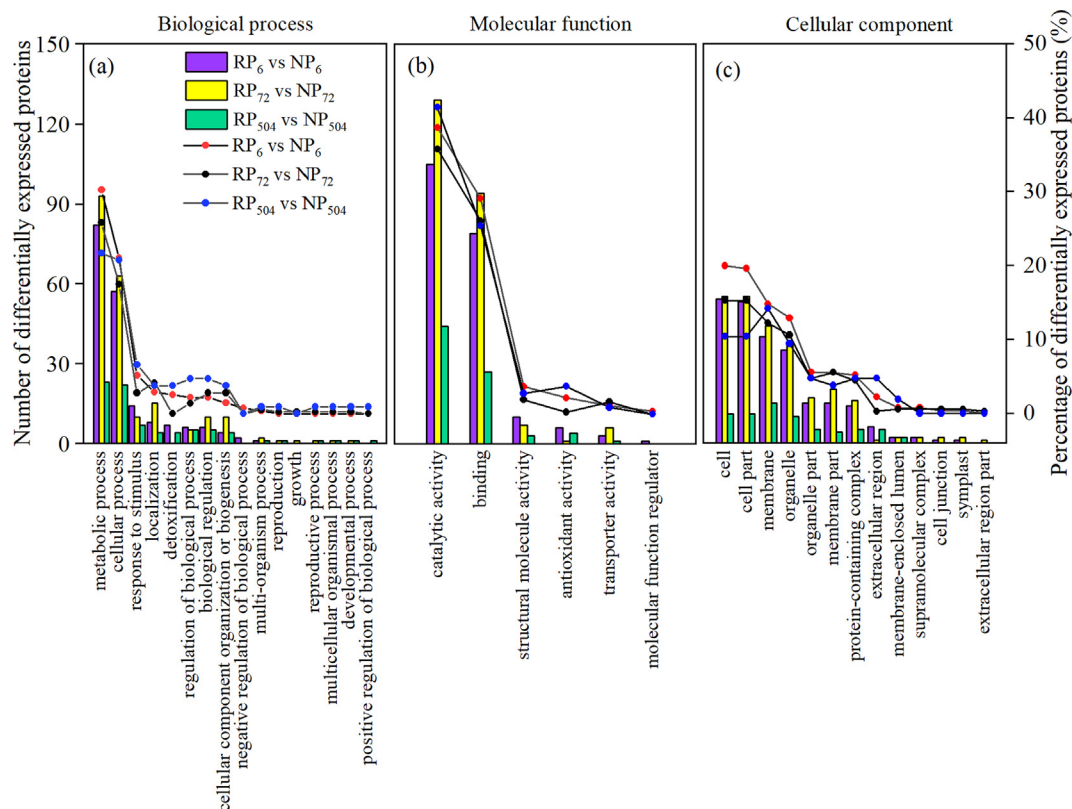 Biological process
Molecular function
Cellular component
Number of differentially expressed proteins
150
120
90
60
30
0
(a)
RP6 vs NP6
RP72 vs NP72
RP504 vs NP504
RP6 vs NP6
RP72 vs NP72
RP504 vs NP504
(b)
(c)
50
40
30
20
10
0
Percentage of differentially expressed proteins (%)
metabolic process
cellular process
response to stimulus
localization
detoxification
regulation of biological process
biological regulation
cellular component organization or biogenesis
negative regulation of biological process
multi-organism process
reproduction
growth
reproductive process
multicellular organismal process
developmental process
positive regulation of biological process
catalytic activity
binding
structural molecule activity
antioxidant activity
transporter activity
molecular function regulator
cell
cell part
membrane
organelle
organelle part
membrane part
protein-containing complex
extracellular region
membrane-enclosed lumen
supramolecular complex
cell junction
symplast
extracellular region part